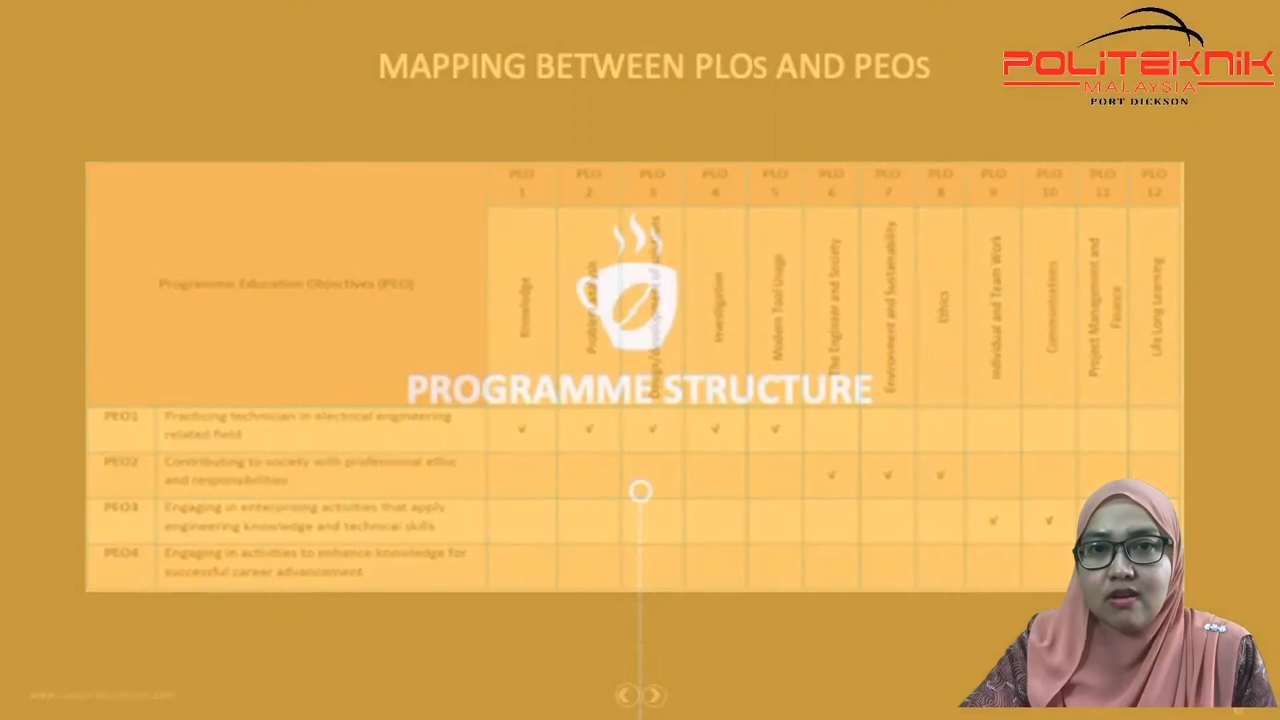 MAPPING BETWEEN PLOs AND PEOs
POLITEKNIK
MALAYSIA
PORT DICKSON
Programme Education Objectives (PEO)
PLO 1
PLO 2
PLO 3
PLO 4
PLO 5
PLO 6
PLO 7
PLO 8
PLO 9
PLO 10
PLO 11
PLO 12
Knowledge
Problem
Design/development of solutions
Investigation
Modern Tool Usage
The Engineer and Society
Environment and Sustainability
Ethics
Individual and Team Work
Communications
Project Management and
Finance
Life Long Learning
PROGRAMME STRUCTURE
PEO1 Practicing technician in electrical engineering
related field √ √ √ √ √
PEO2 Contributing to society with professional ethic
and responsibilities √ √ √
PEO3 Engaging in enterprising activities that apply
engineering knowledge and technical skills √ √
PEO4 Engaging in activities to enhance knowledge for
successful career advancement